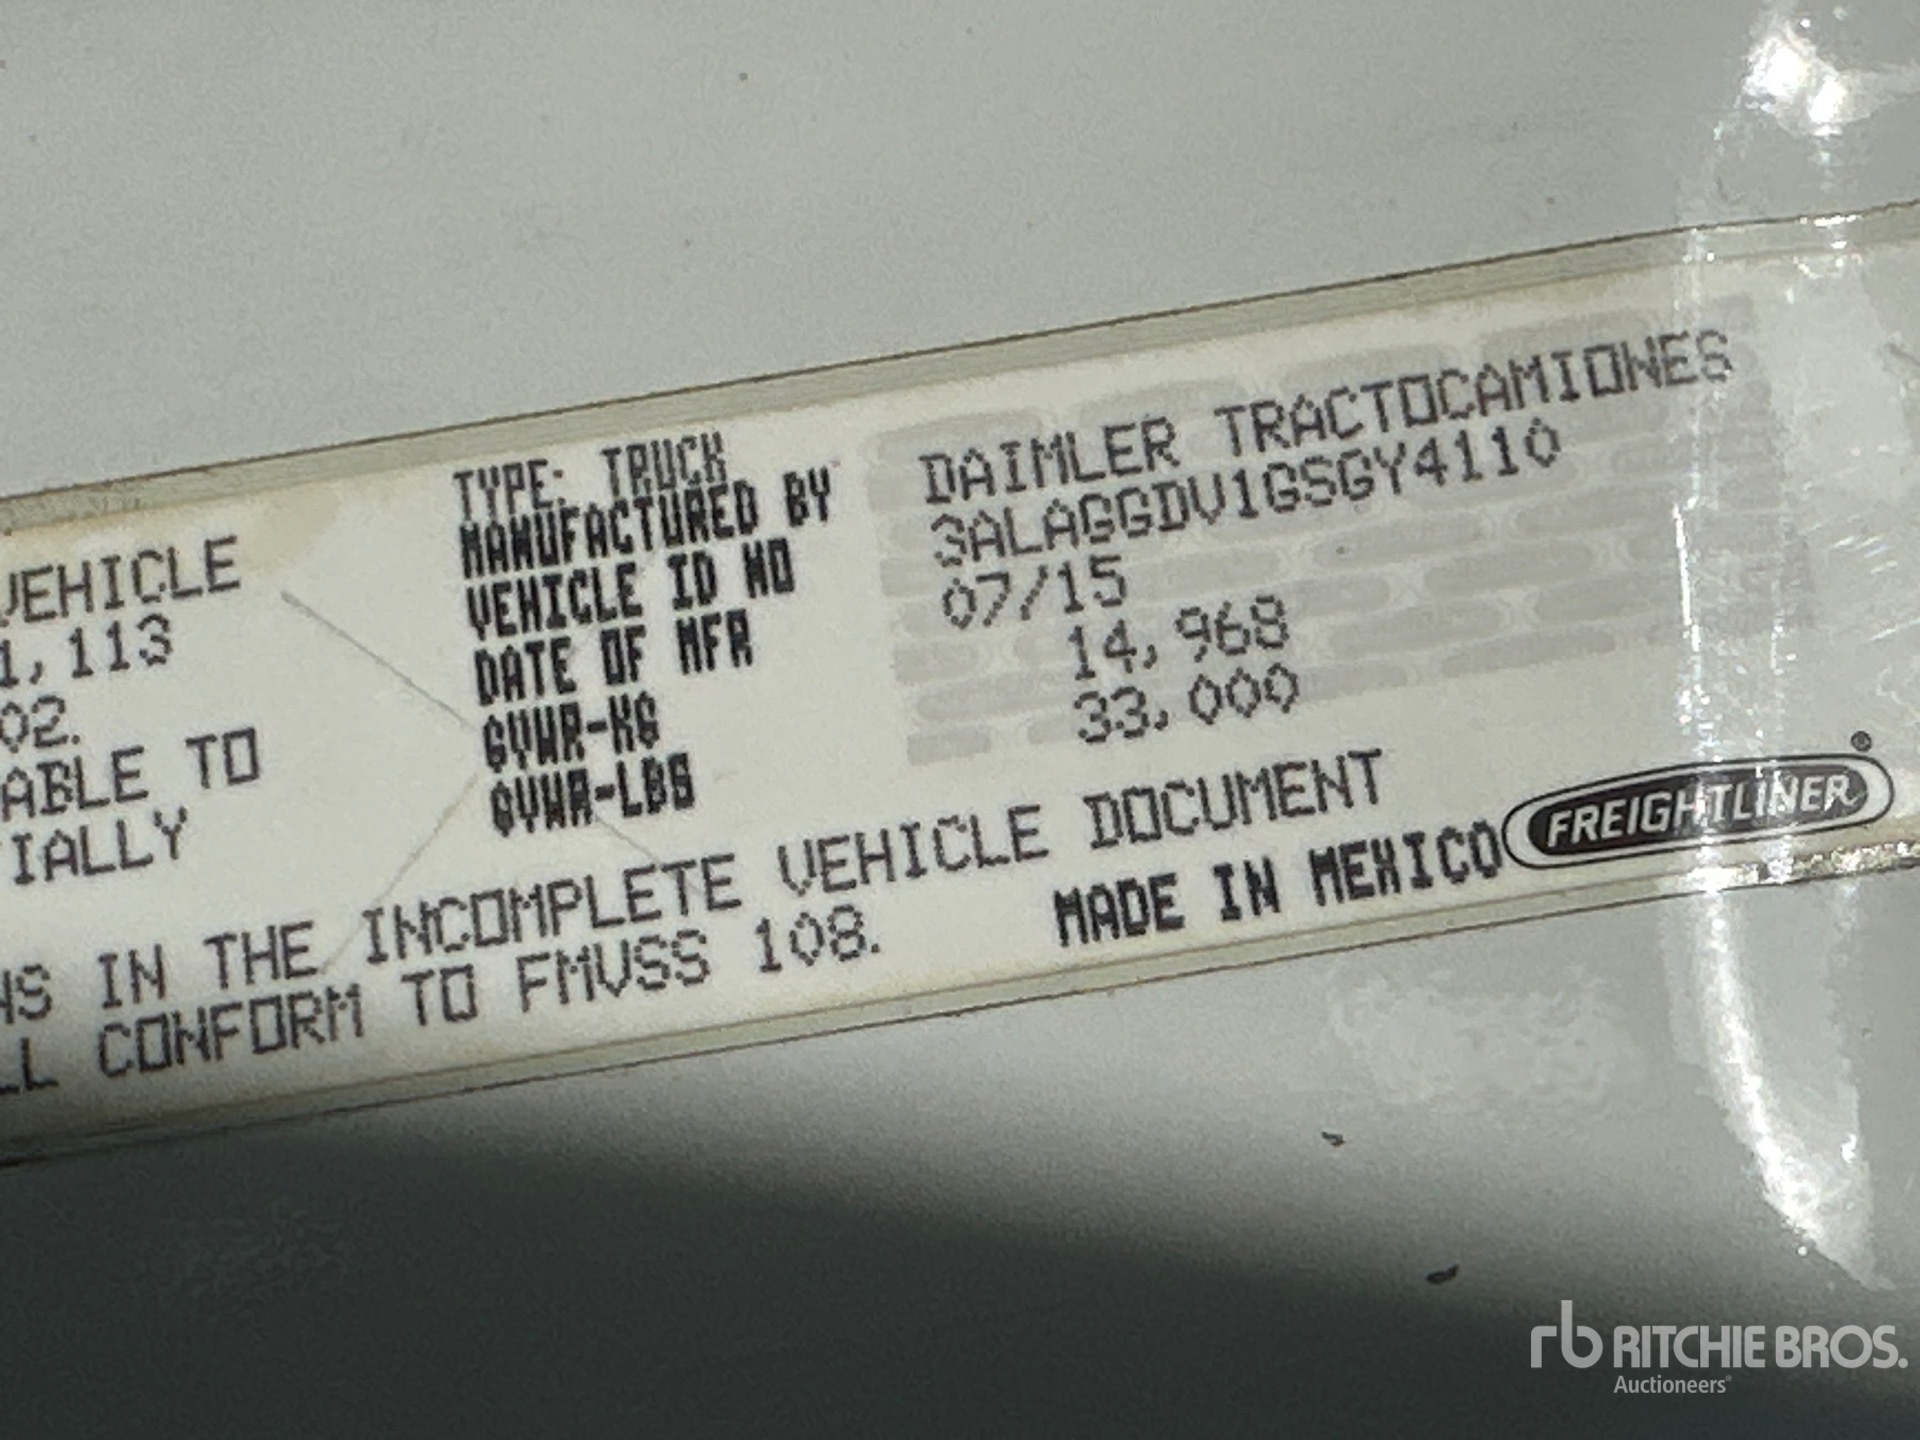 TYPE: TRUCK
MANUFACTURED BY DAIMLER TRACTOCAMIONES
VEHICLE VEHICLE ID NO 3ALAGGDV1GSGY4110
1,113 DATE OF MFR 07/15
02. GVWR-KG 14,968
ABLE TO GVWR-LBS 33,000
IALLY
NS IN THE INCOMPLETE VEHICLE DOCUMENT
LL CONFORM TO FMVSS 108. MADE IN MEXICO FREIGHTLINER®
rb RITCHIE BROS.
Auctioneers